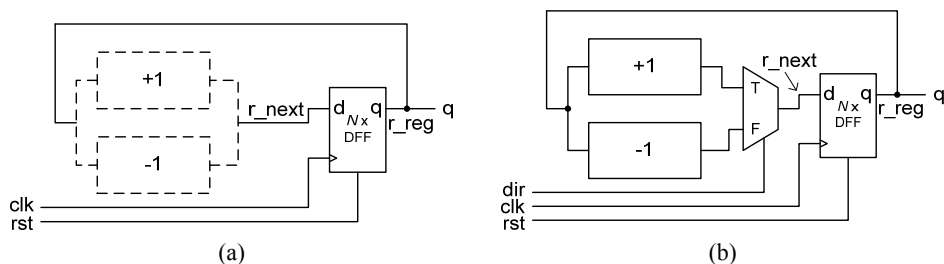 +1
-1
r_next
d q
N x
DFF
r_reg
q
clk
rst
(a)
+1
-1
T
F
r_next
d q
N x
DFF
r_reg
q
dir
clk
rst
(b)